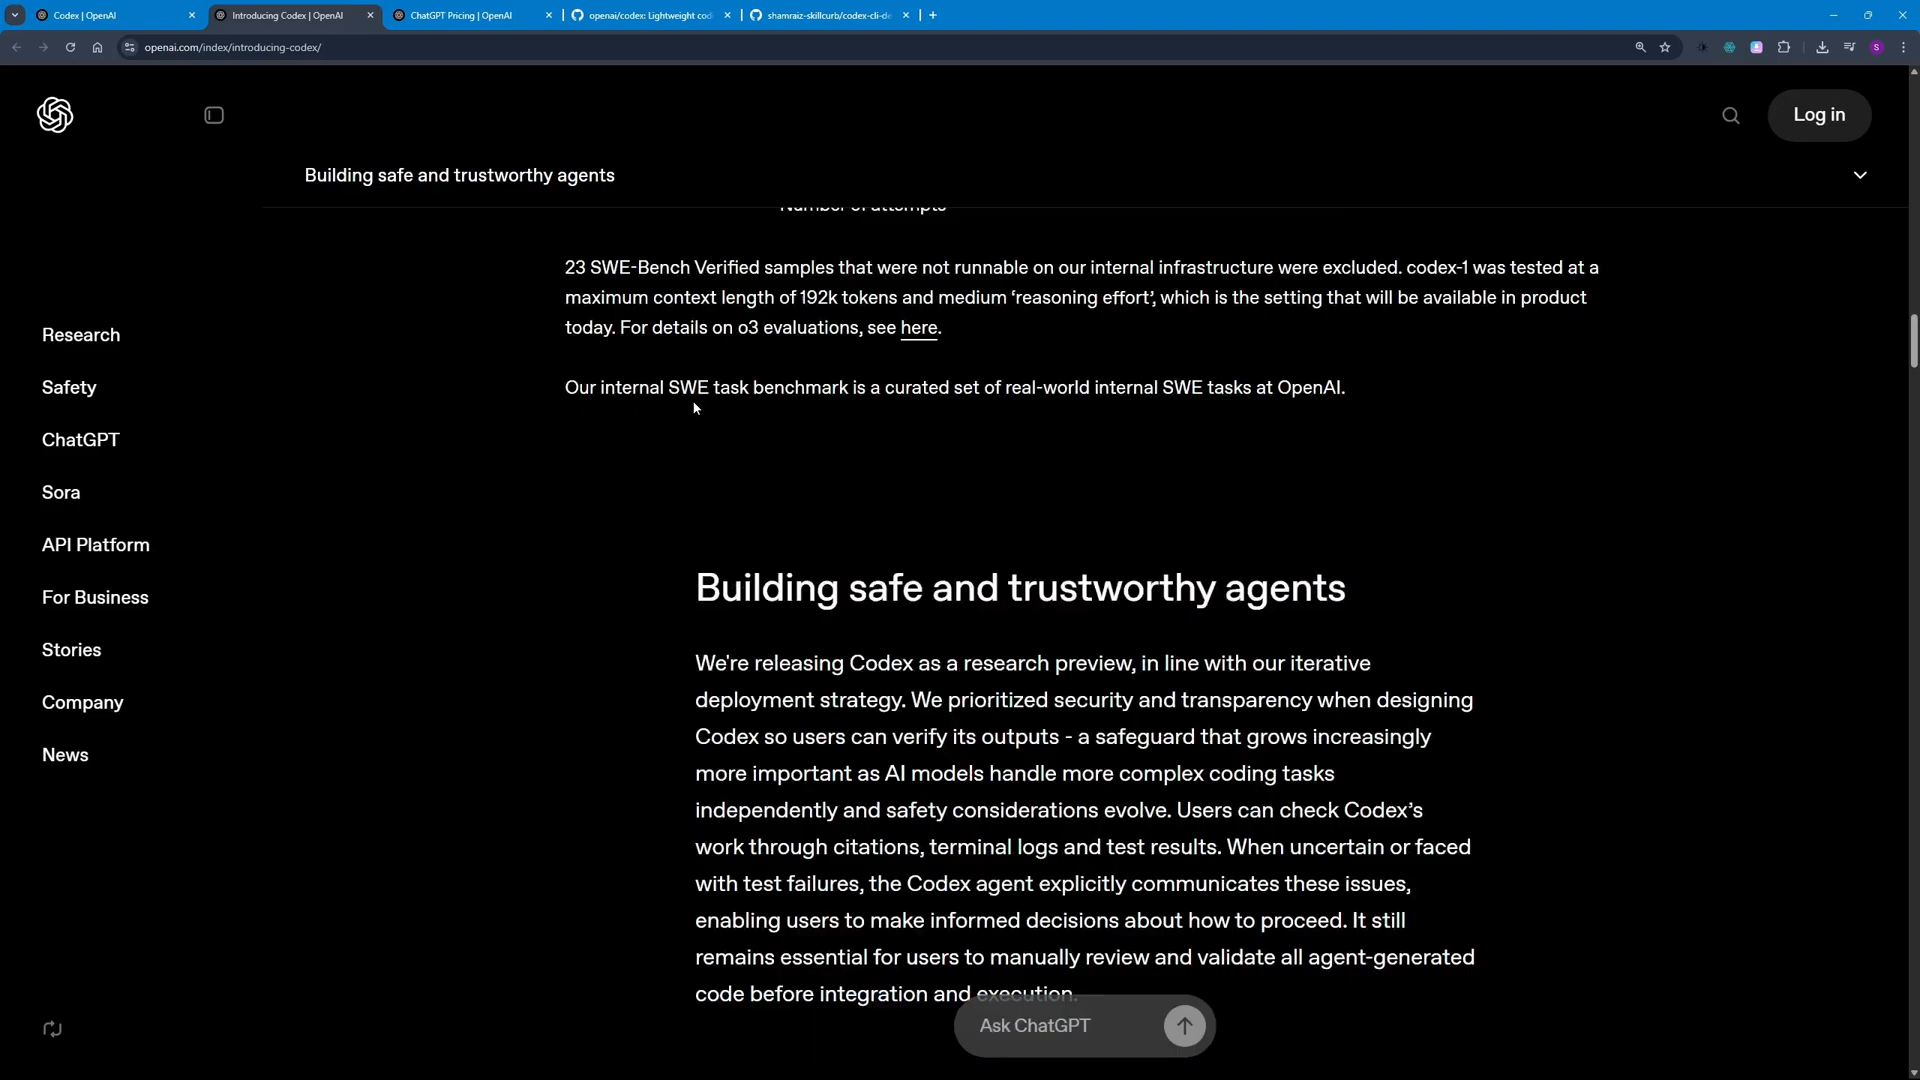 Codex | OpenAI
Introducing Codex | OpenAI
ChatGPT Pricing | OpenAI
openai/codex: Lightweight cod
shamraiz-skillcurb/codex-cli-de
openai.com/index/introducing-codex/
S
Log in
Building safe and trustworthy agents
Number of attempts
23 SWE-Bench Verified samples that were not runnable on our internal infrastructure were excluded. codex-1 was tested at a
maximum context length of 192k tokens and medium ‘reasoning effort’, which is the setting that will be available in product
today. For details on o3 evaluations, see here.
Our internal SWE task benchmark is a curated set of real-world internal SWE tasks at OpenAI.
Research
Safety
ChatGPT
Sora
API Platform
For Business
Stories
Company
News
Building safe and trustworthy agents
We're releasing Codex as a research preview, in line with our iterative
deployment strategy. We prioritized security and transparency when designing
Codex so users can verify its outputs - a safeguard that grows increasingly
more important as AI models handle more complex coding tasks
independently and safety considerations evolve. Users can check Codex’s
work through citations, terminal logs and test results. When uncertain or faced
with test failures, the Codex agent explicitly communicates these issues,
enabling users to make informed decisions about how to proceed. It still
remains essential for users to manually review and validate all agent-generated
code before integration and execution.
Ask ChatGPT